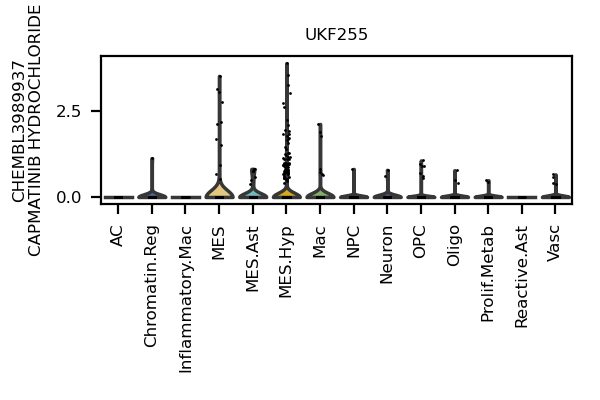 UKF255
CHEMBL3989937
CAPMATINIB HYDROCHLORIDE
2.5
0.0
AC
Chromatin.Reg
Inflammatory.Mac
MES
MES.Ast
MES.Hyp
Mac
NPC
Neuron
OPC
Oligo
Prolif.Metab
Reactive.Ast
Vasc